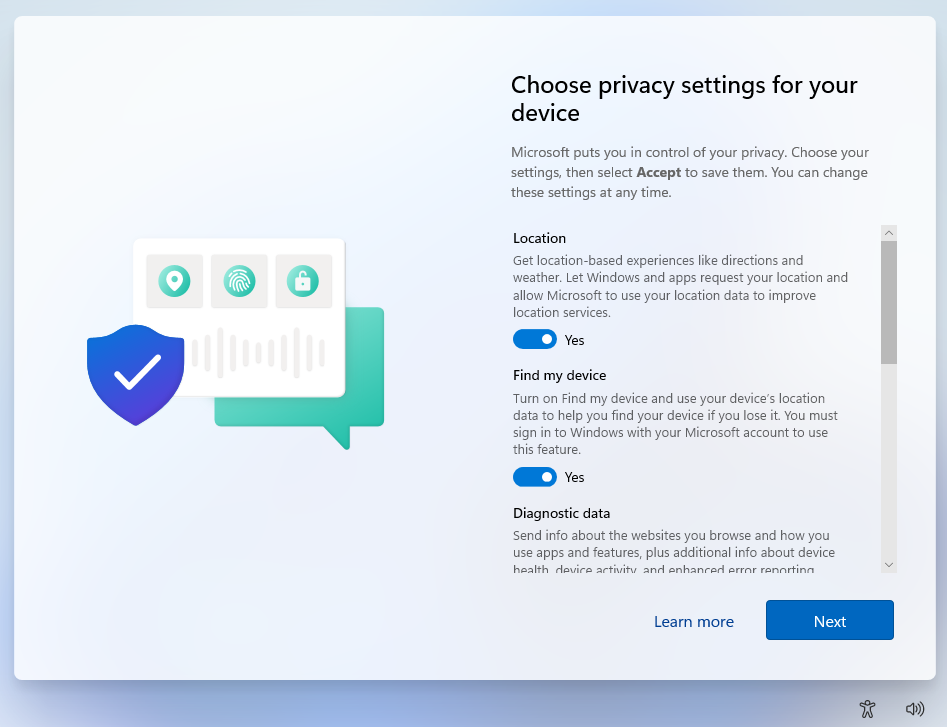 Choose privacy settings for your
device
Microsoft puts you in control of your privacy. Choose your
settings, then select Accept to save them. You can change
these settings at any time.
Location
Get location-based experiences like directions and
weather. Let Windows and apps request your location and
allow Microsoft to use your location data to improve
location services.
Yes
Find my device
Turn on Find my device and use your device's location
data to help you find your device if you lose it. You must
sign in to Windows with your Microsoft account to use
this feature.
Yes
Diagnostic data
Send info about the websites you browse and how you
use apps and features, plus additional info about device
health, device activity, and enhanced error reporting.
Learn more
Next